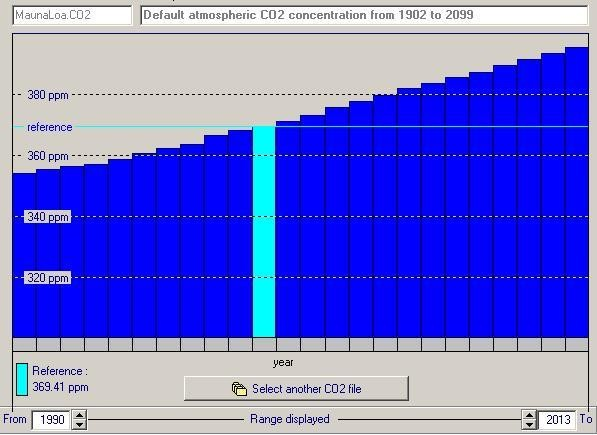 MaunaLoa.CO2
Default atmospheric CO2 concentration from 1902 to 2099
380 ppm
reference
360 ppm
340 ppm
320 ppm
year
Reference :
369.41 ppm
Select another CO2 file
From 1990 Range displayed 2013 To